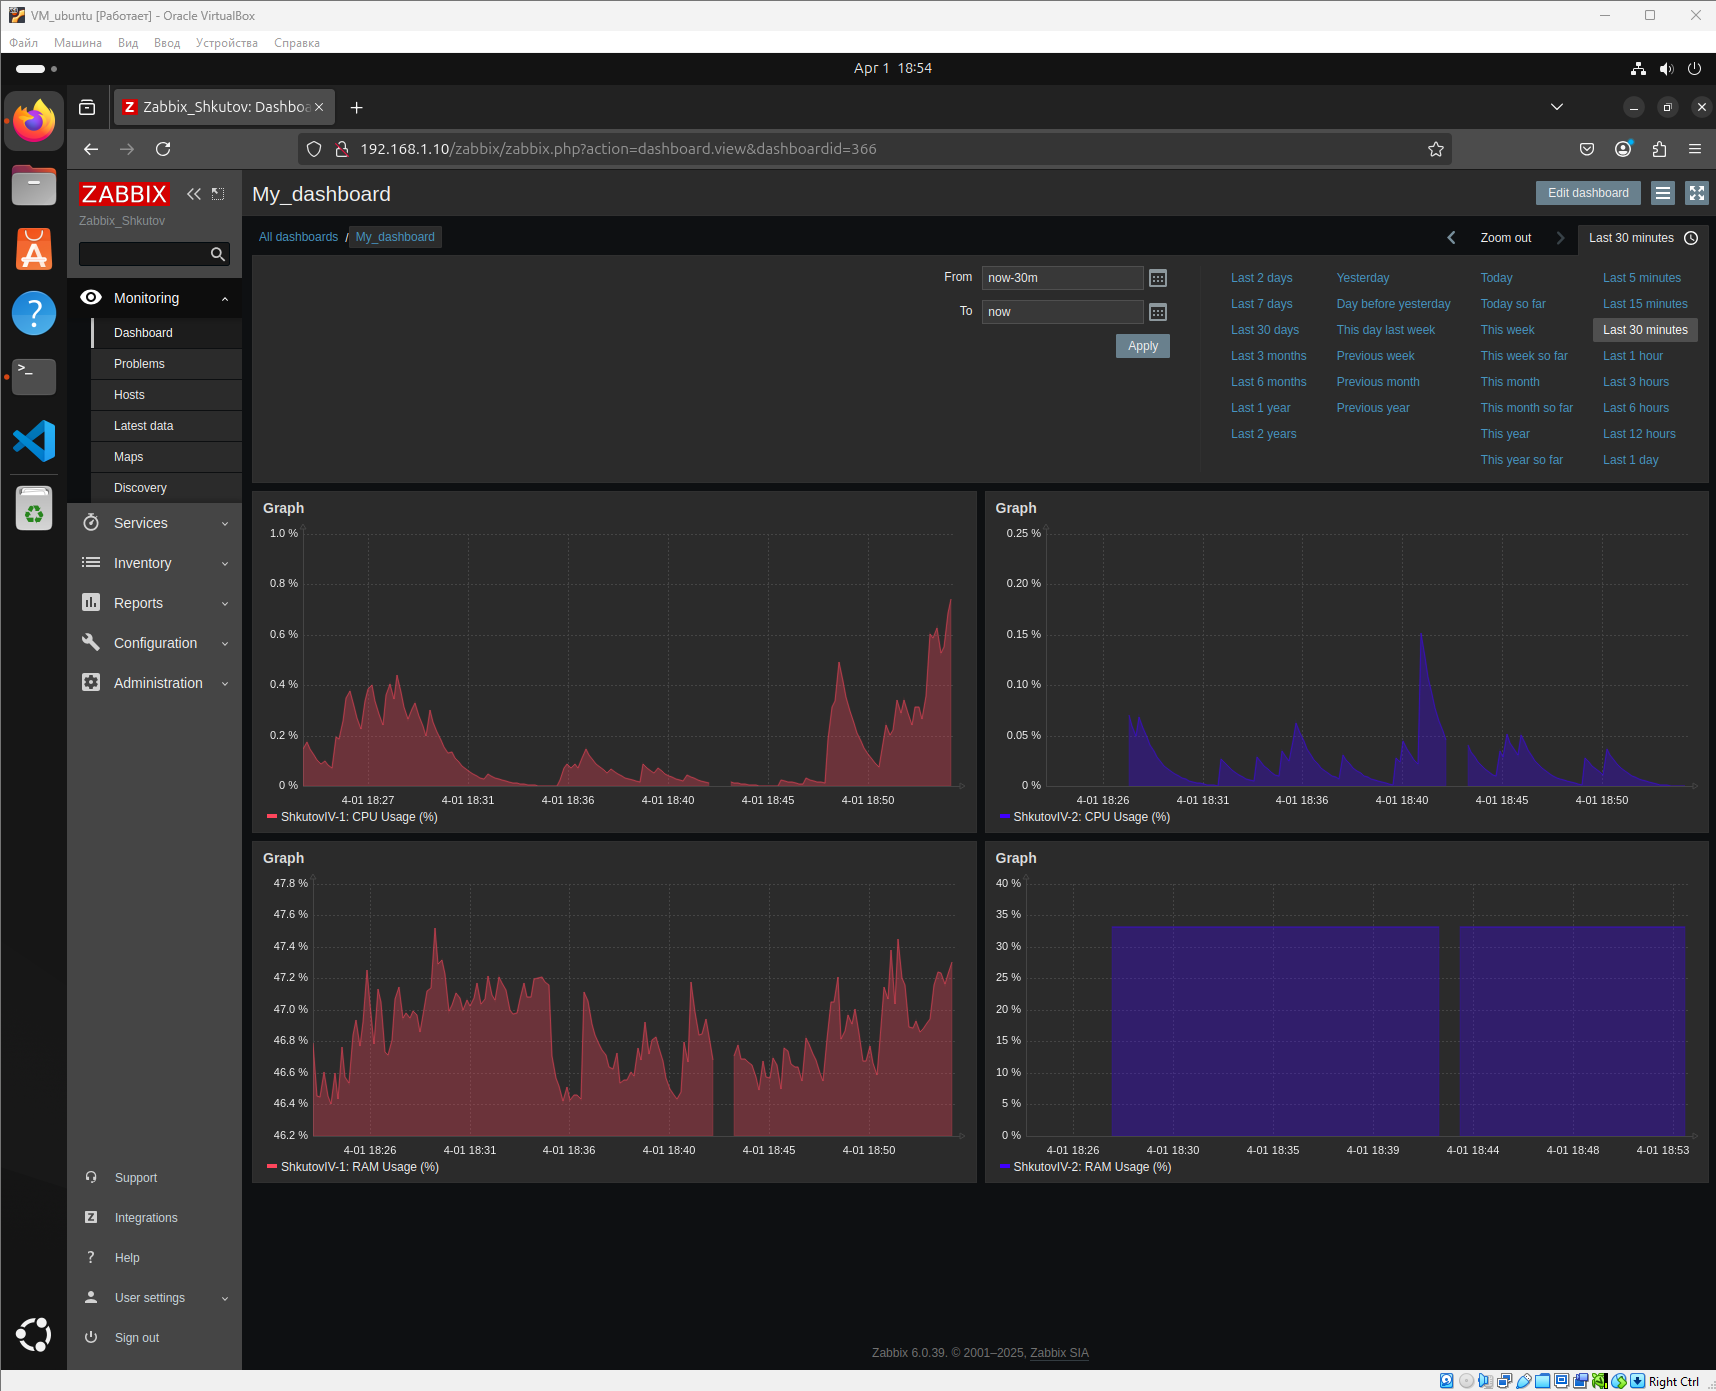 VM_ubuntu [Работает] - Oracle VirtualBox
Файл Машина Вид Ввод Устройства Справка
Apr 1 18:54
Zabbix_Shkutov: Dashboa
192.168.1.10/zabbix/zabbix.php?action=dashboard.view&dashboardid=366
ZABBIX
Zabbix_Shkutov
My_dashboard
Edit dashboard
All dashboards / My_dashboard
Zoom out
Last 30 minutes
Monitoring
Dashboard
Problems
Hosts
Latest data
Maps
Discovery
Services
Inventory
Reports
Configuration
Administration
Support
Integrations
Help
User settings
Sign out
From now-30m
To now
Apply
Last 2 days Yesterday Today Last 5 minutes
Last 7 days Day before yesterday Today so far Last 15 minutes
Last 30 days This day last week This week Last 30 minutes
Last 3 months Previous week This week so far Last 1 hour
Last 6 months Previous month This month Last 3 hours
Last 1 year Previous year This month so far Last 6 hours
Last 2 years This year Last 12 hours
This year so far Last 1 day
Graph
1.0 %
0.8 %
0.6 %
0.4 %
0.2 %
0 %
4-01 18:27 4-01 18:31 4-01 18:36 4-01 18:40 4-01 18:45 4-01 18:50
ShkutovIV-1: CPU Usage (%)
Graph
0.25 %
0.20 %
0.15 %
0.10 %
0.05 %
0 %
4-01 18:26 4-01 18:31 4-01 18:36 4-01 18:40 4-01 18:45 4-01 18:50
ShkutovIV-2: CPU Usage (%)
Graph
47.8 %
47.6 %
47.4 %
47.2 %
47.0 %
46.8 %
46.6 %
46.4 %
46.2 %
4-01 18:26 4-01 18:31 4-01 18:36 4-01 18:40 4-01 18:45 4-01 18:50
ShkutovIV-1: RAM Usage (%)
Graph
40 %
35 %
30 %
25 %
20 %
15 %
10 %
5 %
0 %
4-01 18:26 4-01 18:30 4-01 18:35 4-01 18:39 4-01 18:44 4-01 18:48 4-01 18:53
ShkutovIV-2: RAM Usage (%)
Zabbix 6.0.39. © 2001–2025, Zabbix SIA
Right Ctrl